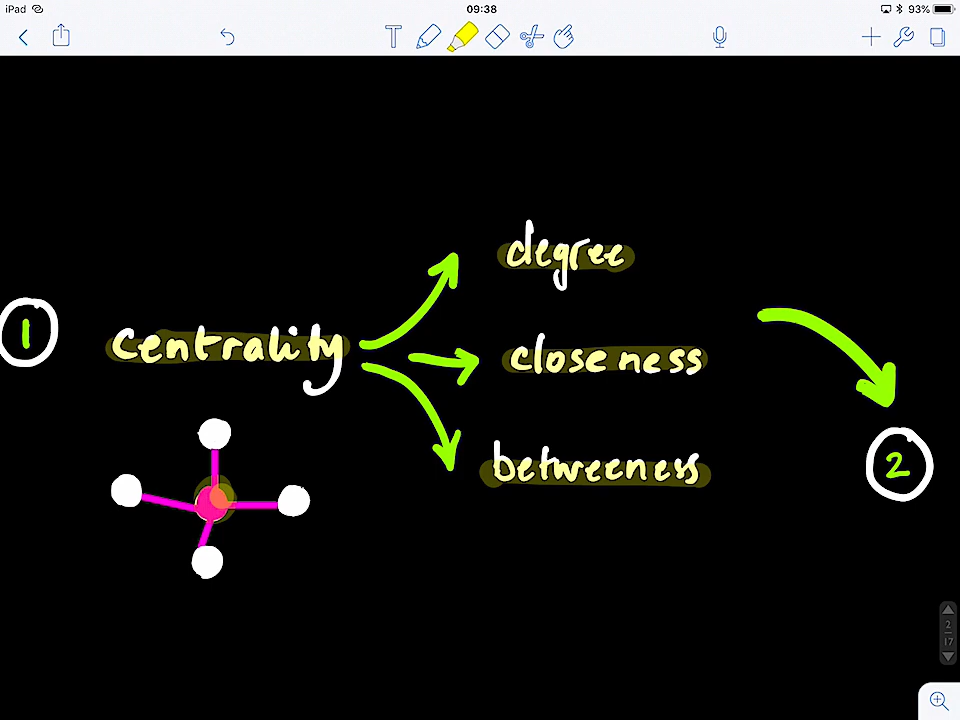 iPad 09:38 93%
T
degree
1 centrality closeness
betweeness
2
2
17